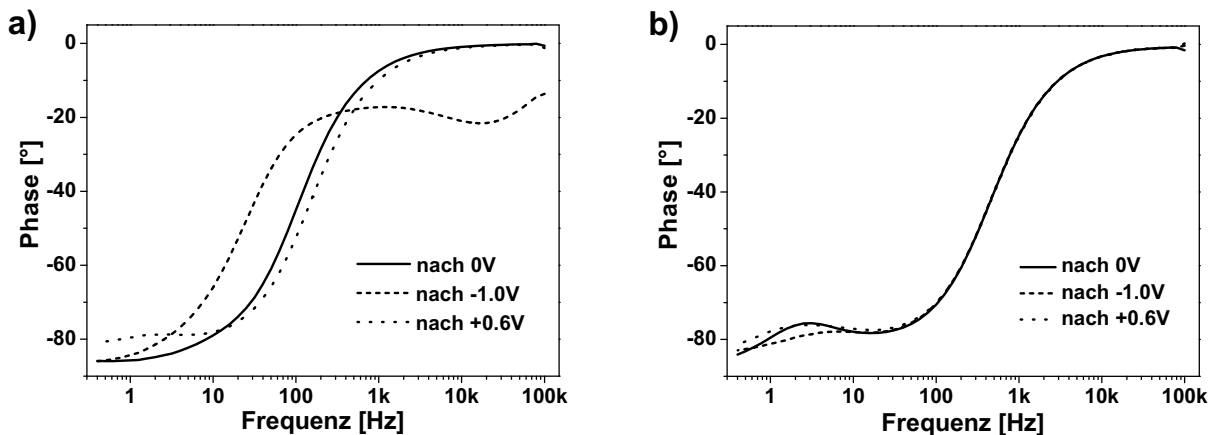 a)
0
-20
-40
-60
-80
Phase [°]
nach 0V
nach -1.0V
nach +0.6V
1
10
100
1k
10k
100k
Frequenz [Hz]
b)
0
-20
-40
-60
-80
Phase [°]
nach 0V
nach -1.0V
nach +0.6V
1
10
100
1k
10k
100k
Frequenz [Hz]